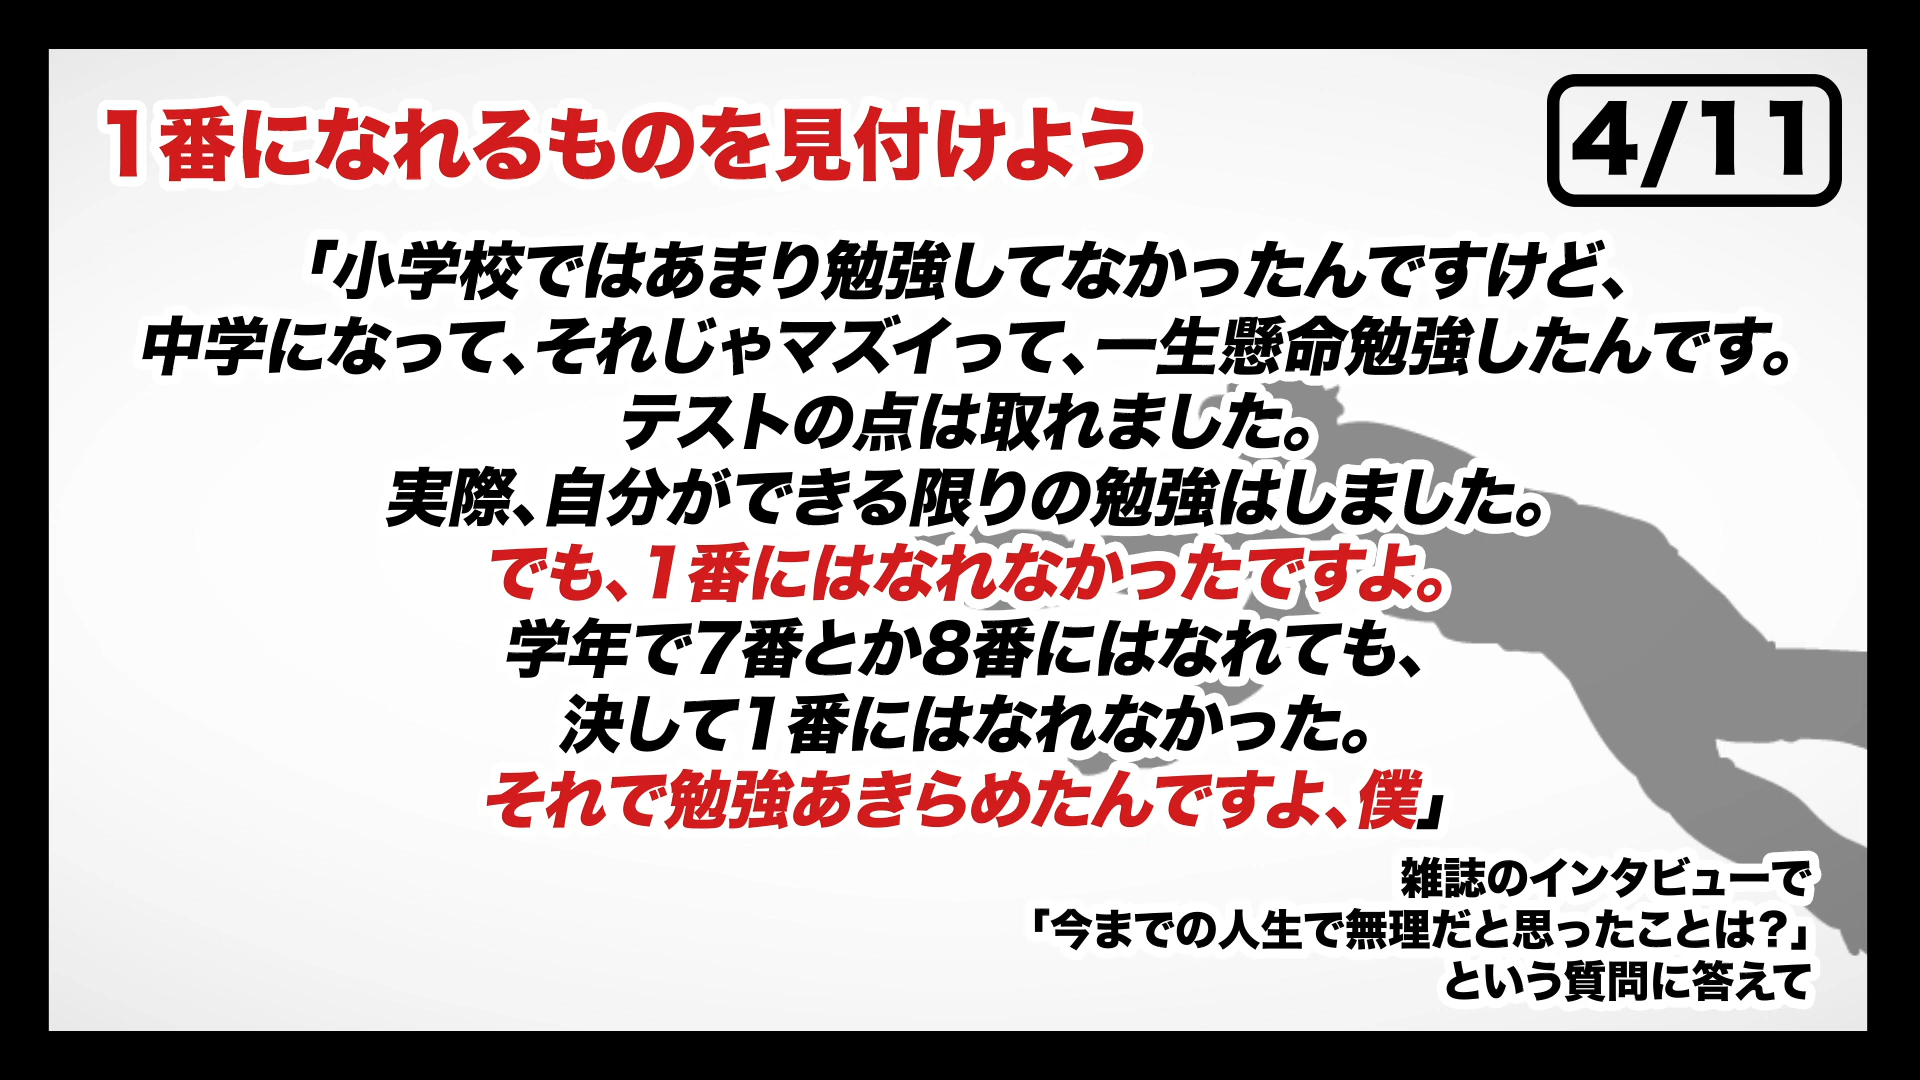 1番になれるものを見付けよう
4/11
「小学校ではあまり勉強してなかったんですけど、
中学になって、それじゃマズイって、一生懸命勉強したんです。
テストの点は取れました。
実際、自分ができる限りの勉強はしました。
でも、1番にはなれなかったですよ。
学年で7番とか8番にはなれても、
決して1番にはなれなかった。
それで勉強あきらめたんですよ、僕」
雑誌のインタビューで
「今までの人生で無理だと思ったことは？」
という質問に答えて